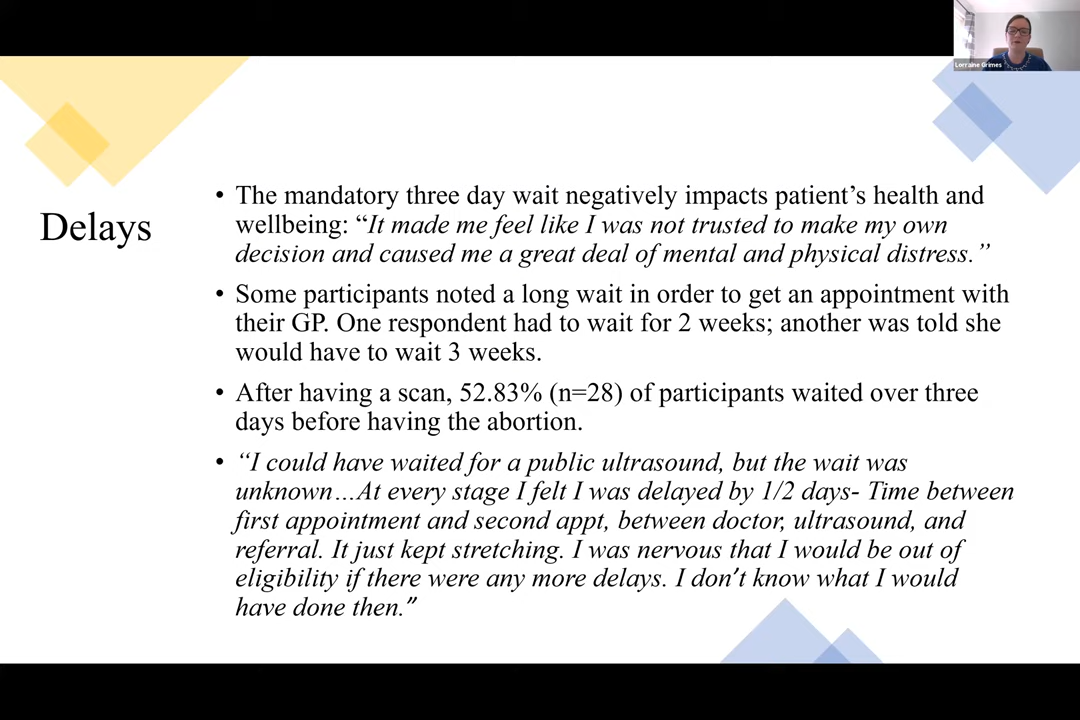 Lorraine Grimes
Delays
• The mandatory three day wait negatively impacts patient’s health and
wellbeing: “It made me feel like I was not trusted to make my own
decision and caused me a great deal of mental and physical distress.”
• Some participants noted a long wait in order to get an appointment with
their GP. One respondent had to wait for 2 weeks; another was told she
would have to wait 3 weeks.
• After having a scan, 52.83% (n=28) of participants waited over three
days before having the abortion.
• “I could have waited for a public ultrasound, but the wait was
unknown…At every stage I felt I was delayed by 1/2 days- Time between
first appointment and second appt, between doctor, ultrasound, and
referral. It just kept stretching. I was nervous that I would be out of
eligibility if there were any more delays. I don’t know what I would
have done then.”